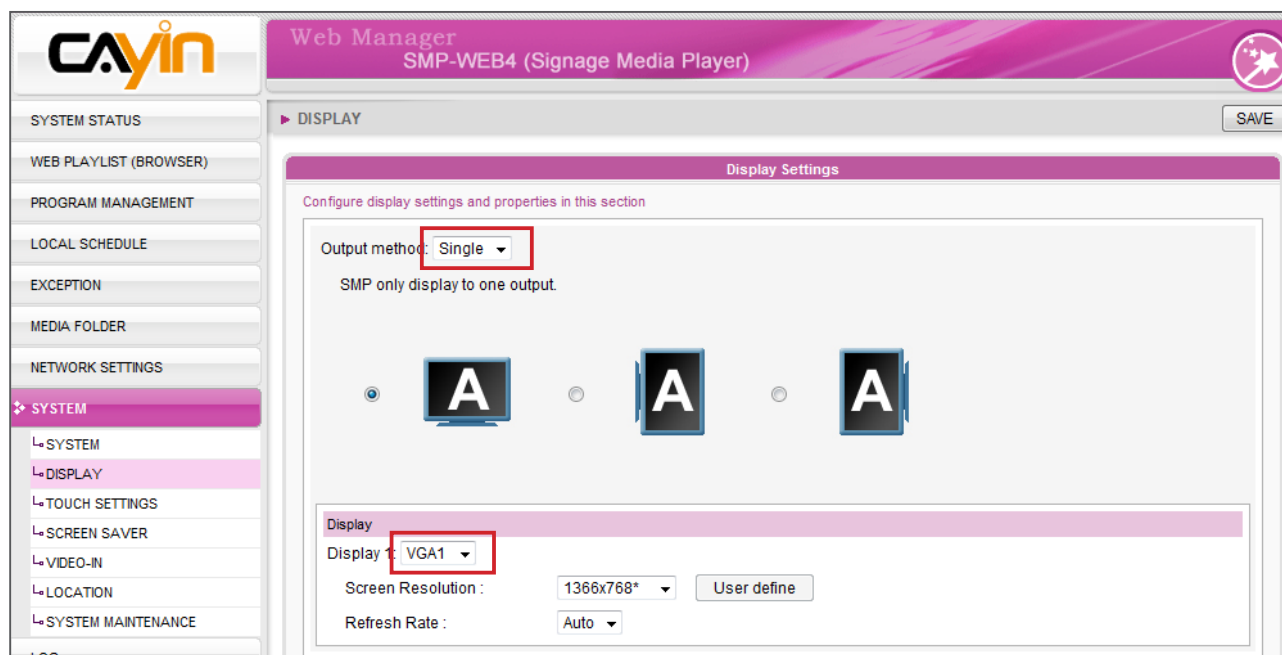 CAYIN
Web Manager
SMP-WEB4 (Signage Media Player)
SYSTEM STATUS
WEB PLAYLIST (BROWSER)
PROGRAM MANAGEMENT
LOCAL SCHEDULE
EXCEPTION
MEDIA FOLDER
NETWORK SETTINGS
SYSTEM
SYSTEM
DISPLAY
TOUCH SETTINGS
SCREEN SAVER
VIDEO-IN
LOCATION
SYSTEM MAINTENANCE
DISPLAY
SAVE
Display Settings
Configure display settings and properties in this section
Output method: Single
SMP only display to one output.
A A A
Display
Display 1: VGA1
Screen Resolution : 1366x768* User define
Refresh Rate : Auto